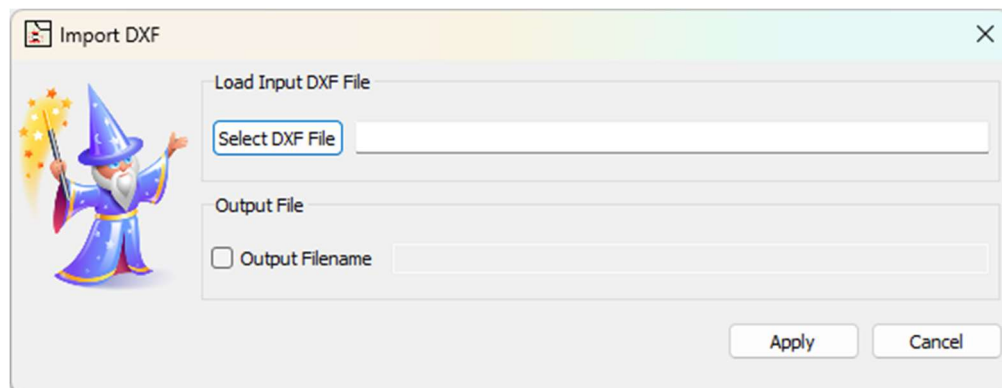 Import DXF
Load Input DXF File
Select DXF File
Output File
Output Filename
Apply Cancel